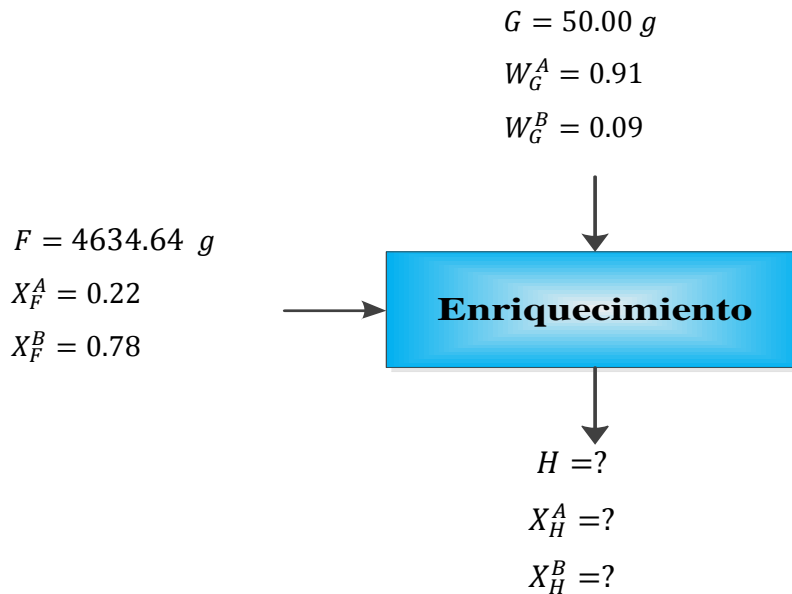 G = 50.00 g
W_G^A = 0.91
W_G^B = 0.09
F = 4634.64 g
X_F^A = 0.22
X_F^B = 0.78
Enriquecimiento
H =?
X_H^A =?
X_H^B =?